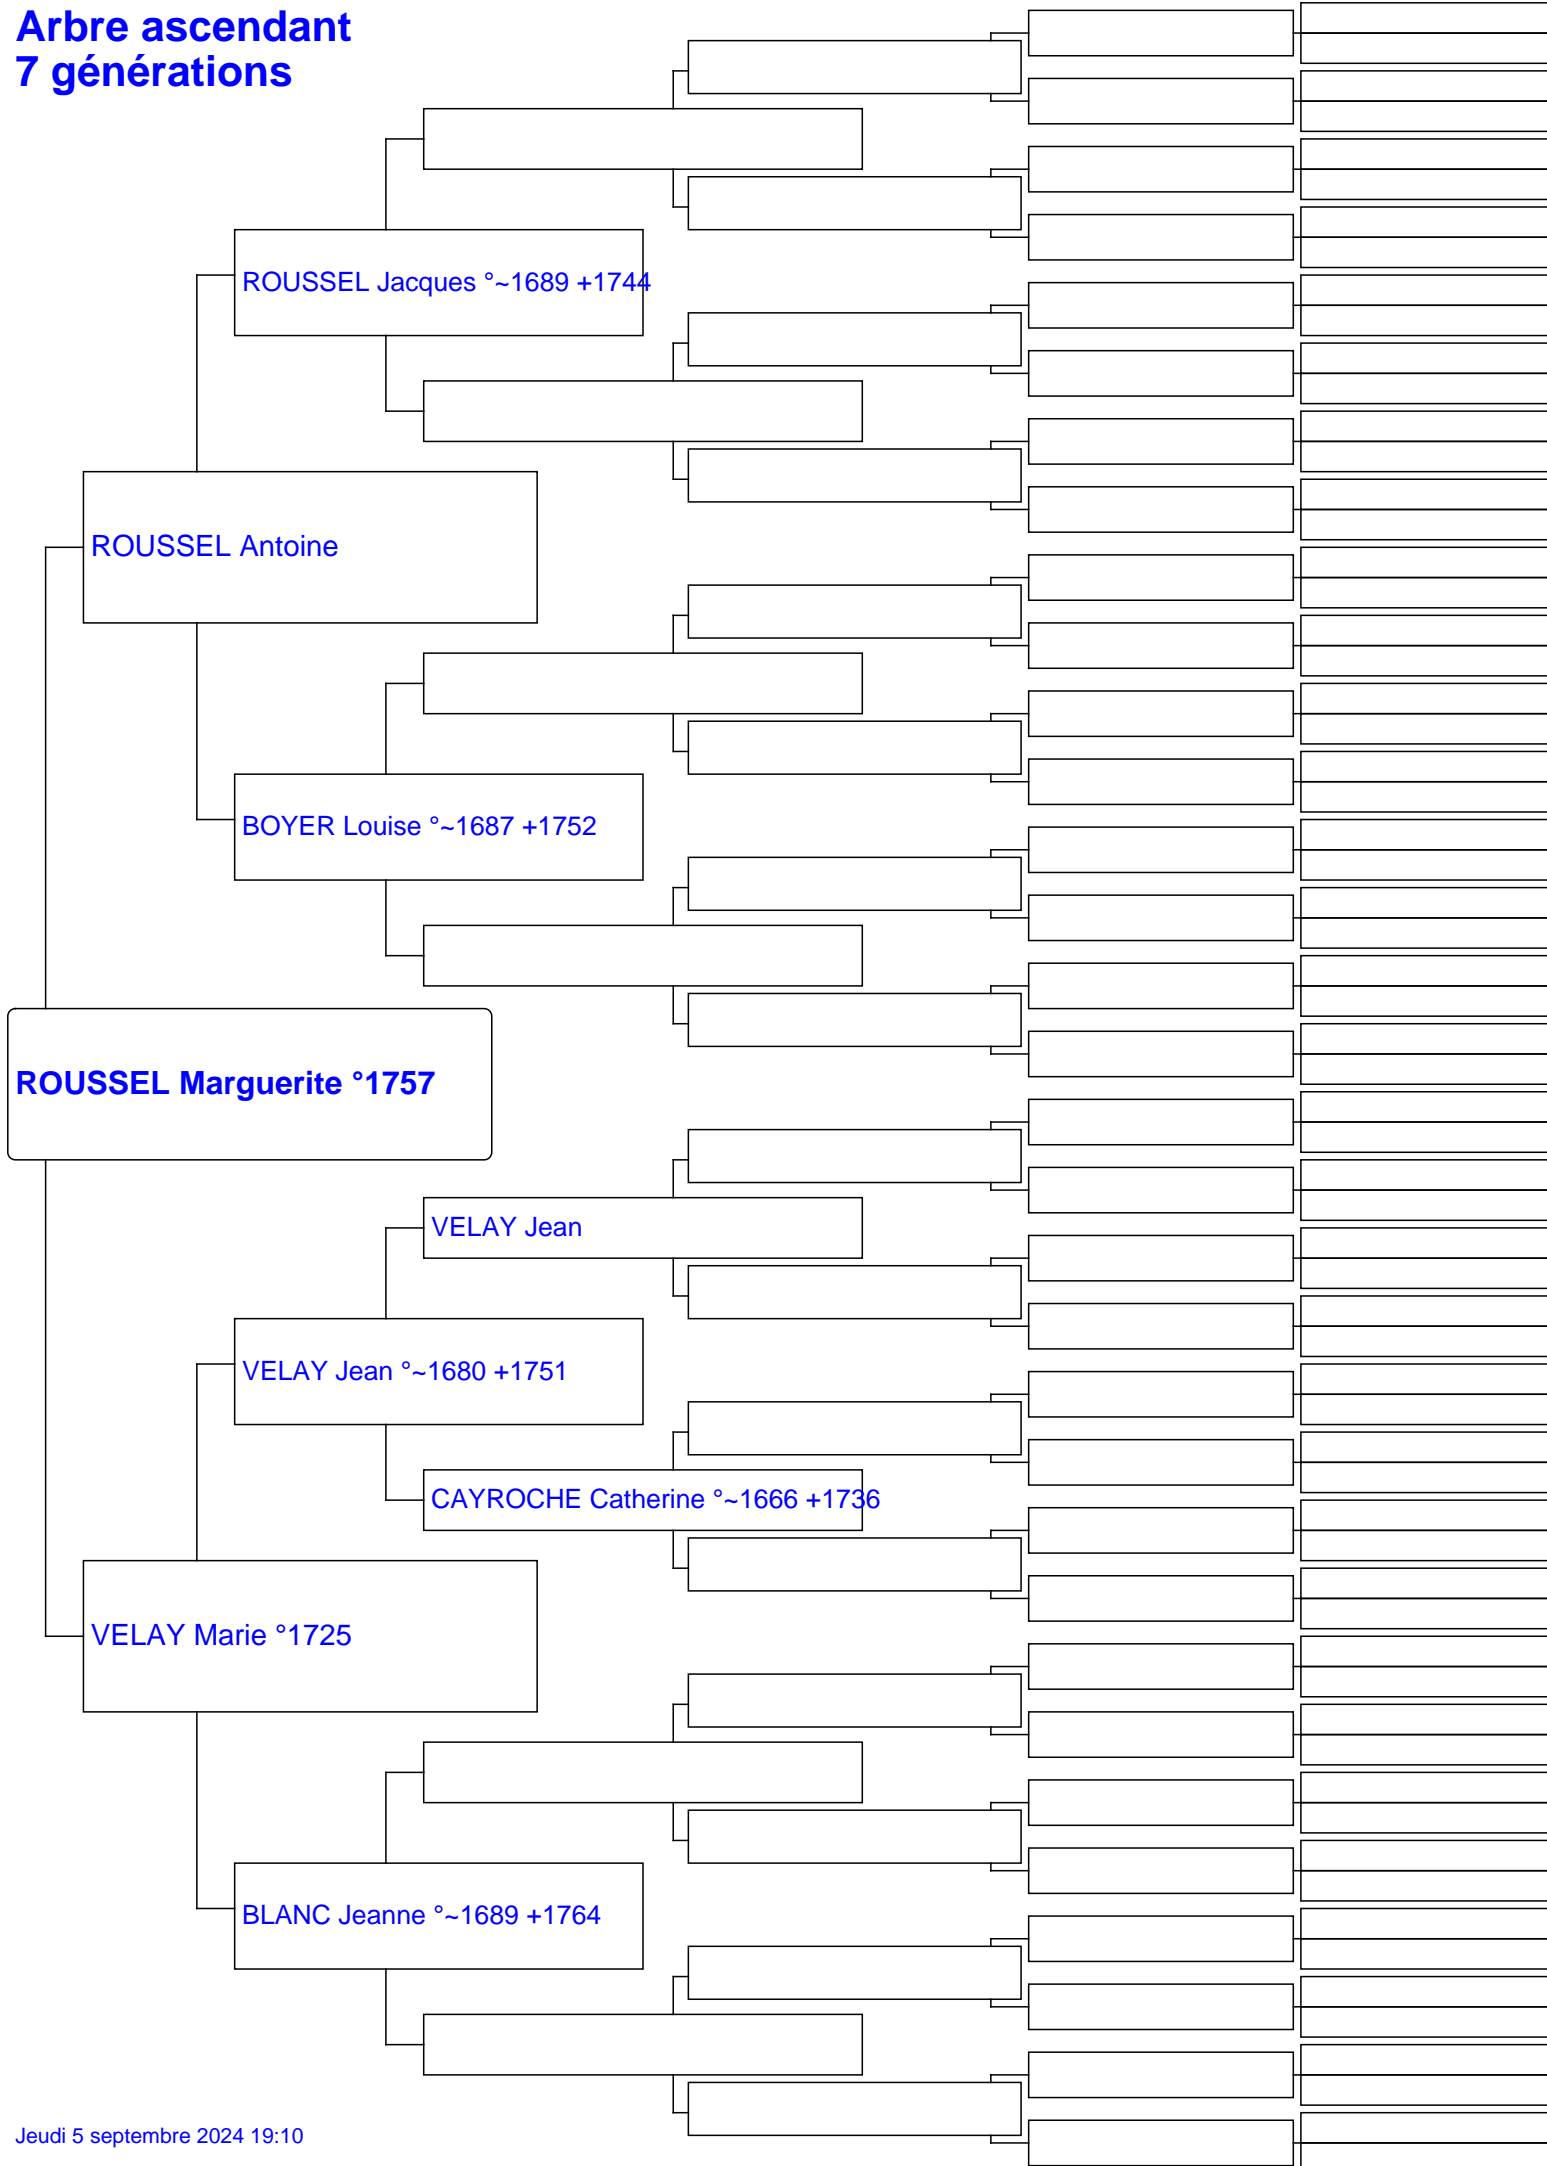 Arbre ascendant
7 générations
ROUSSEL Jacques °~1689 +1744
ROUSSEL Antoine
BOYER Louise °~1687 +1752
ROUSSEL Marguerite °1757
VELAY Jean
VELAY Jean °~1680 +1751
CAYROCHE Catherine °~1666 +1736
VELAY Marie °1725
BLANC Jeanne °~1689 +1764
Jeudi 5 septembre 2024 19:10